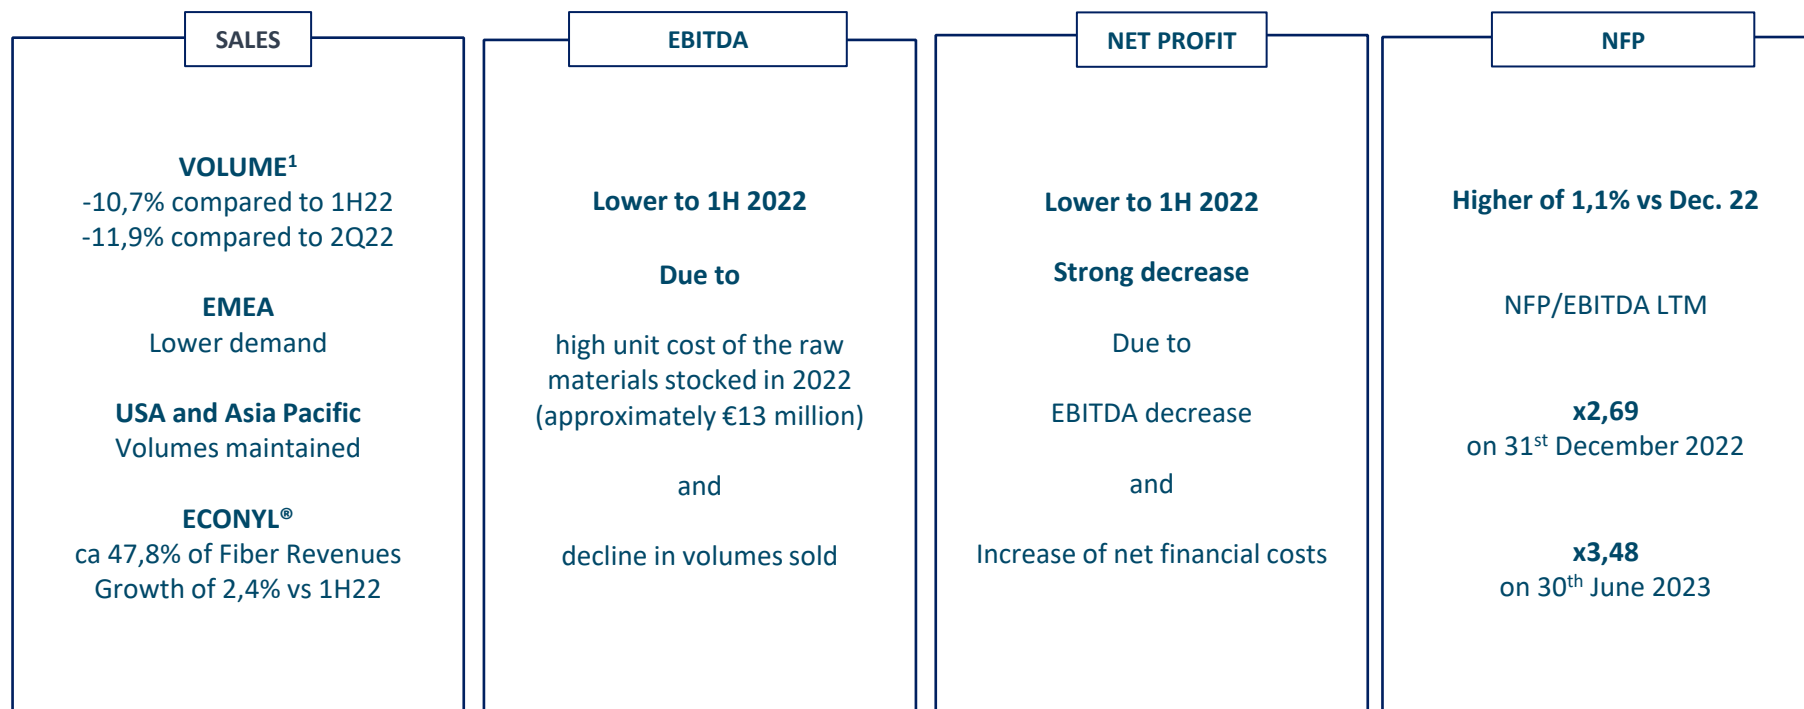 SALES
VOLUME¹
-10,7% compared to 1H22
-11,9% compared to 2Q22
EMEA
Lower demand
USA and Asia Pacific
Volumes maintained
ECONYL®
ca 47,8% of Fiber Revenues
Growth of 2,4% vs 1H22
EBITDA
Lower to 1H 2022
Due to
high unit cost of the raw
materials stocked in 2022
(approximately €13 million)
and
decline in volumes sold
NET PROFIT
Lower to 1H 2022
Strong decrease
Due to
EBITDA decrease
and
Increase of net financial costs
NFP
Higher of 1,1% vs Dec. 22
NFP/EBITDA LTM
x2,69
on 31st December 2022
x3,48
on 30th June 2023